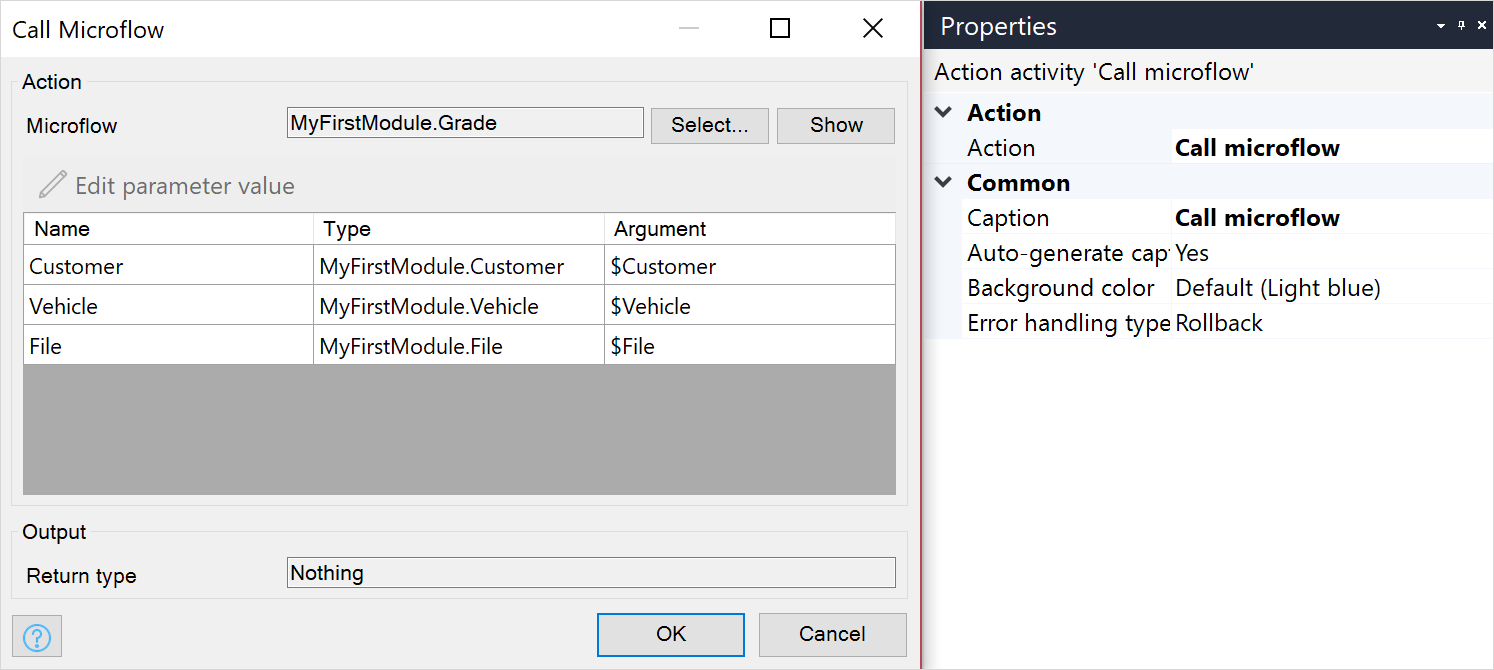 Call Microflow
Action
Microflow
MyFirstModule.Grade
Select...
Show
Edit parameter value
Name Type Argument
Customer MyFirstModule.Customer $Customer
Vehicle MyFirstModule.Vehicle $Vehicle
File MyFirstModule.File $File
Output
Return type
Nothing
?
OK
Cancel
Properties
Action activity 'Call microflow'
Action
Action Call microflow
Common
Caption Call microflow
Auto-generate cap Yes
Background color Default (Light blue)
Error handling type Rollback